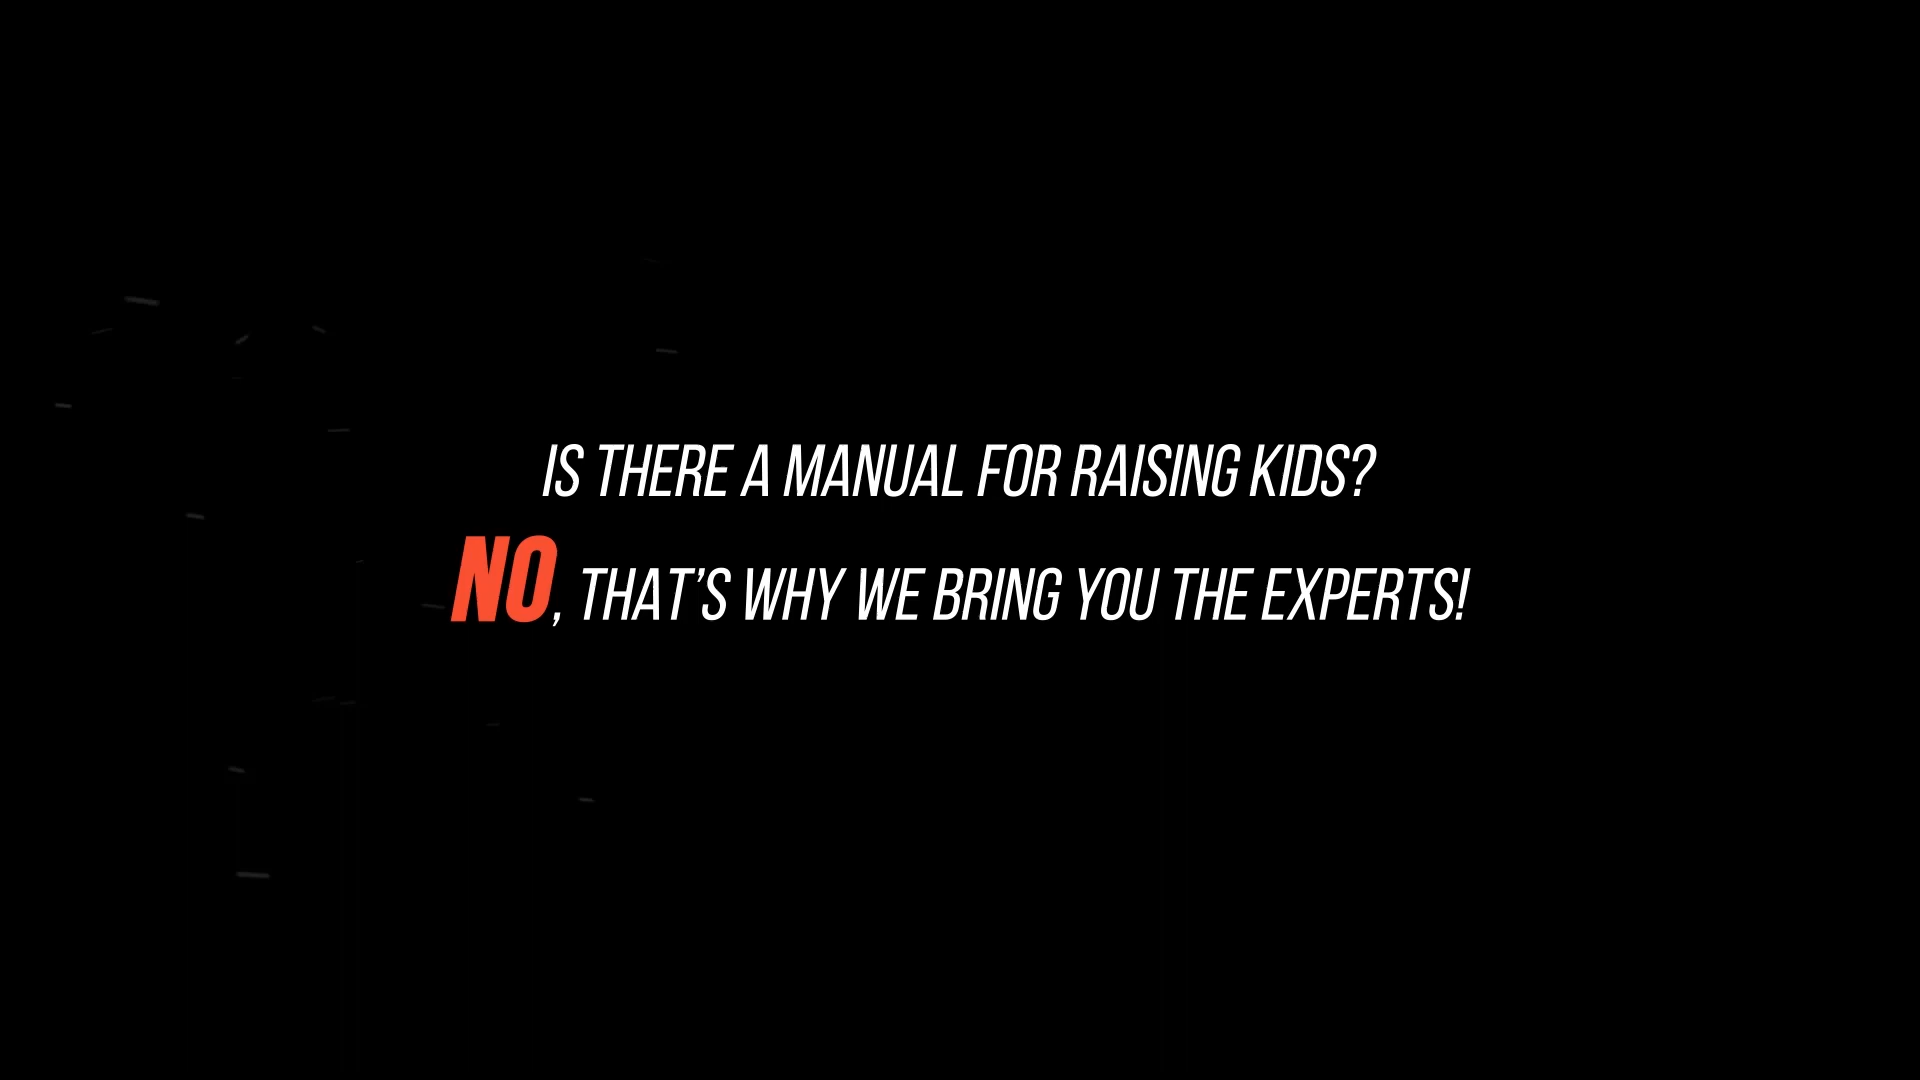 IS THERE A MANUAL FOR RAISING KIDS?
NO, THAT’S WHY WE BRING YOU THE EXPERTS!